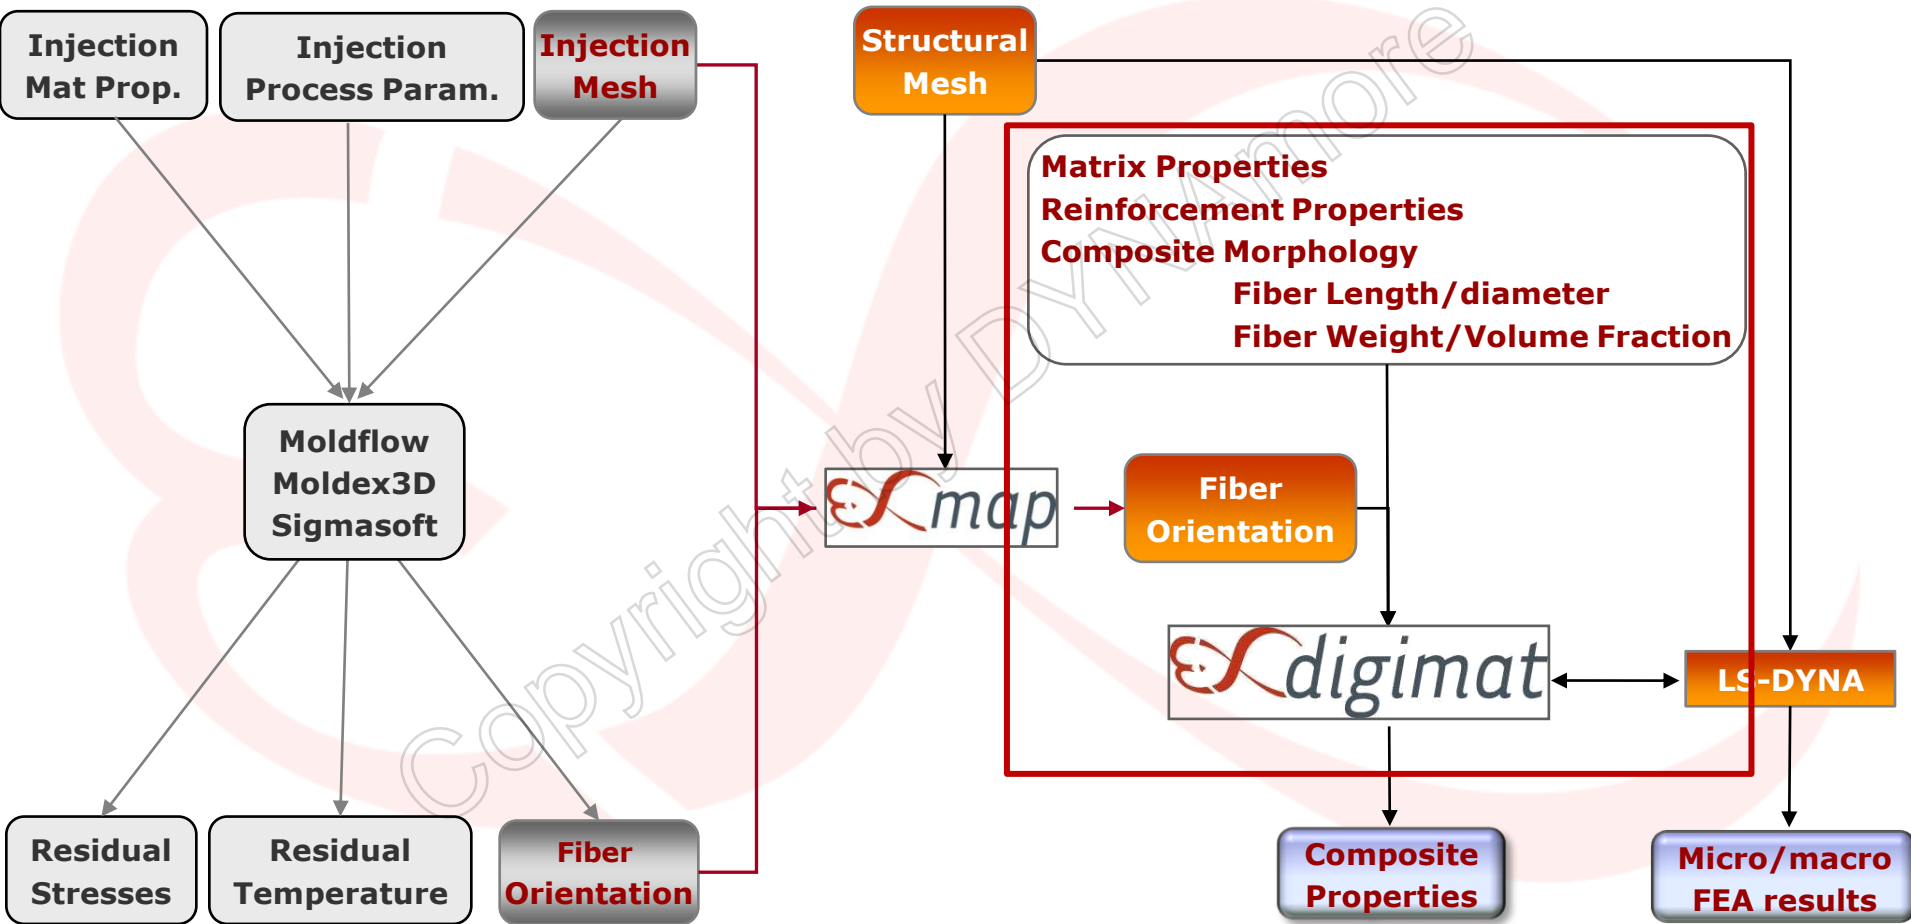 Injection
Mat Prop.
Injection
Process Param.
Injection
Mesh
Structural
Mesh
Matrix Properties
Reinforcement Properties
Composite Morphology
Fiber Length/diameter
Fiber Weight/Volume Fraction
Moldflow
Moldex3D
Sigmasoft
map
Fiber
Orientation
digimat
LS-DYNA
Residual
Stresses
Residual
Temperature
Fiber
Orientation
Composite
Properties
Micro/macro
FEA results
Copyright by DYNAmore